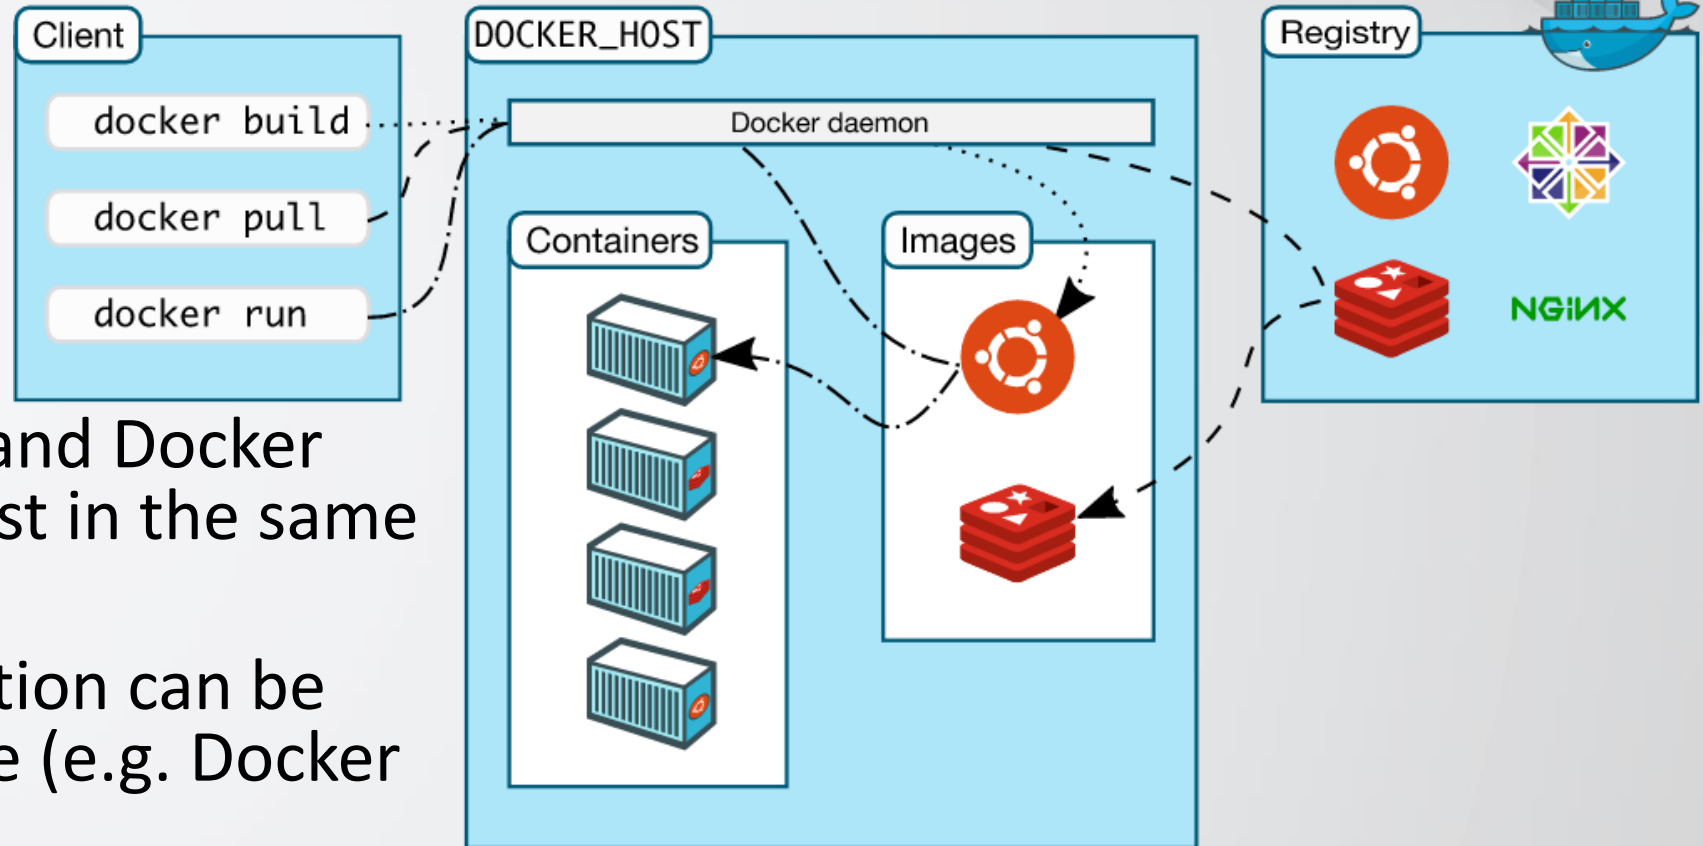 Client
docker build
docker pull
docker run
DOCKER_HOST
Docker daemon
Containers
Images
Registry
NGiNX
and Docker
st in the same
tion can be
e (e.g. Docker